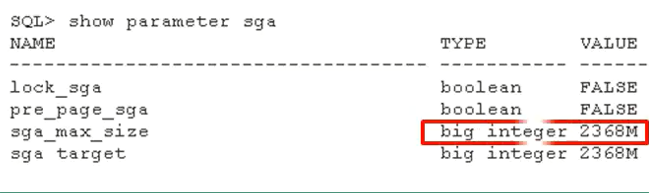 SQL> show parameter sga
NAME TYPE VALUE
------------------------------------ ----------- ------
lock_sga boolean FALSE
pre_page_sga boolean FALSE
sga_max_size big integer 2368M
sga target big integer 2368M